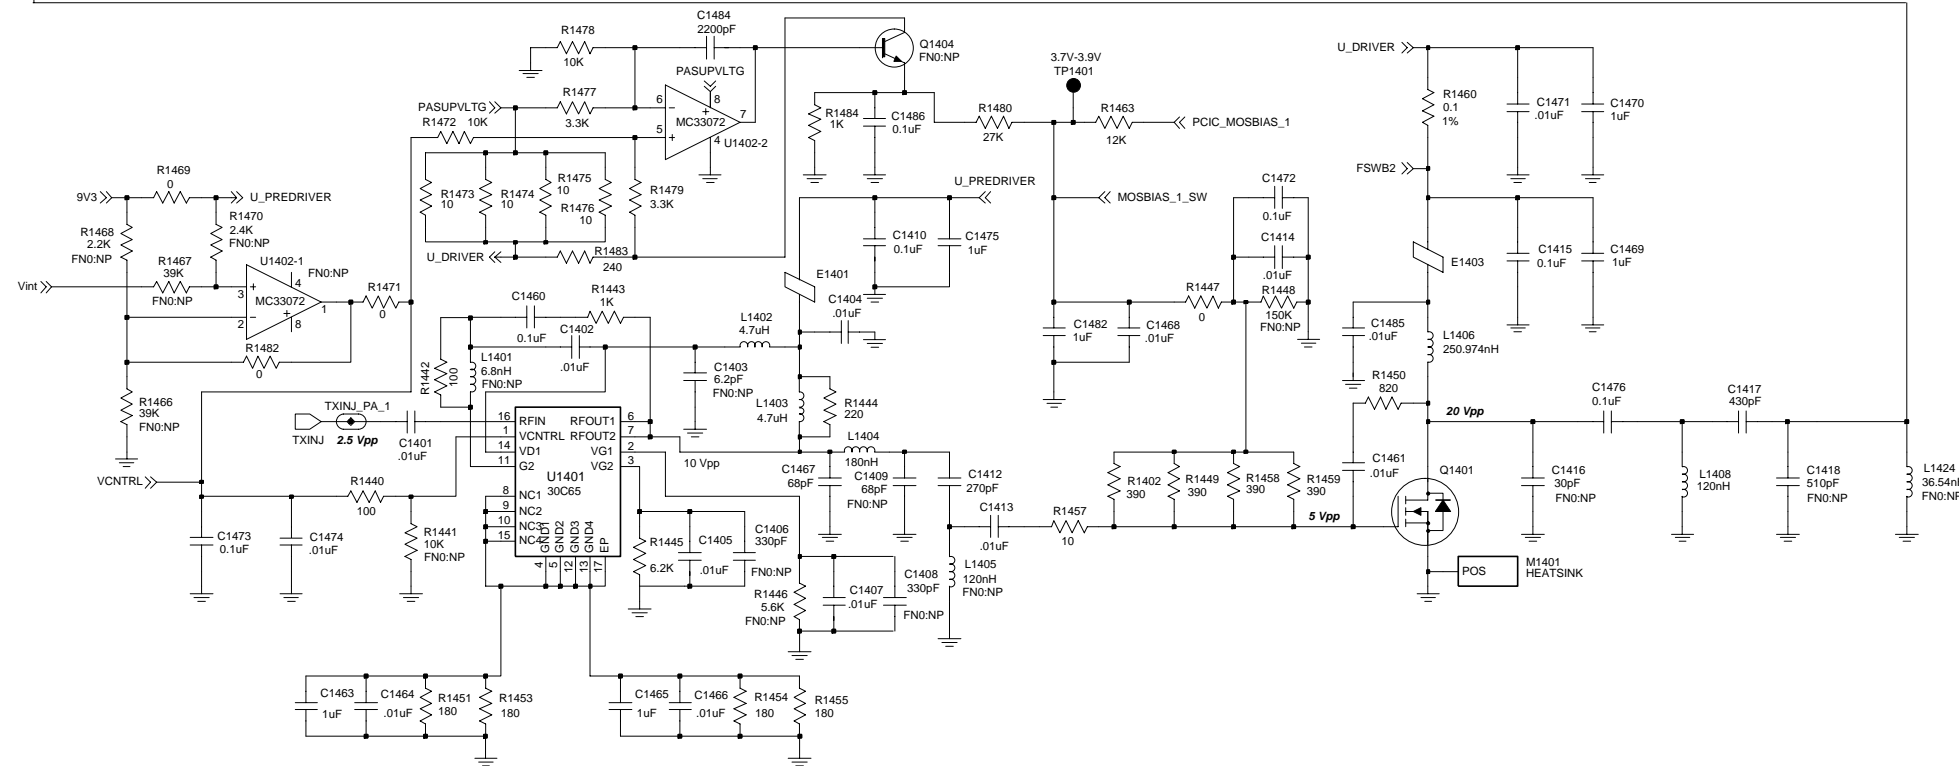 R1478
10K
C1484
2200pF
Q1404
FN0:NP
PASUPVLTG
PASUPVLTG
10K
R1477
3.3K
R1472
6
5
8
7
4
MC33072
U1402-2
R1484
1K
C1486
0.1uF
R1480
27K
3.7V-3.9V
TP1401
R1463
12K
PCIC_MOSBIAS_1
MOSBIAS_1_SW
U_DRIVER
R1460
0.1
1%
C1471
.01uF
C1470
1uF
FSWB2
R1469
0
9V3
U_PREDRIVER
R1470
2.4K
FN0:NP
R1468
2.2K
FN0:NP
R1467
39K
FN0:NP
Vint
U1402-1
FN0:NP
MC33072
3
2
4
8
1
R1471
0
R1482
0
R1466
39K
FN0:NP
R1473
10
R1474
10
R1475
10
R1476
10
R1479
3.3K
U_DRIVER
R1483
240
U_PREDRIVER
C1410
0.1uF
C1475
1uF
E1401
C1404
.01uF
C1472
0.1uF
C1414
.01uF
R1447
0
R1448
150K
FN0:NP
C1482
1uF
C1468
.01uF
E1403
C1415
0.1uF
C1469
1uF
C1485
.01uF
L1406
250.974nH
R1450
820
C1460
0.1uF
R1443
1K
C1402
.01uF
L1401
6.8nH
FN0:NP
R1442
100
L1402
4.7uH
C1403
6.2pF
FN0:NP
L1403
4.7uH
R1444
220
TXINJ_PA_1
TXINJ
2.5 Vpp
C1401
.01uF
16
1
14
11
8
9
10
15
RFIN
VCNTRL
VD1
G2
NC1
NC2
NC3
NC4
U1401
30C65
RFOUT1
RFOUT2
VG1
VG2
6
7
2
3
GND1
GND2
GND3
GND4
EP
4
5
12
13
17
10 Vpp
L1404
180nH
C1467
68pF
C1409
68pF
FN0:NP
C1412
270pF
C1413
.01uF
R1457
10
R1402
390
R1449
390
R1458
390
R1459
390
5 Vpp
C1461
.01uF
Q1401
20 Vpp
C1476
0.1uF
C1417
430pF
C1416
30pF
FN0:NP
L1408
120nH
C1418
510pF
FN0:NP
L1424
36.54nH
FN0:NP
POS
M1401
HEATSINK
VCNTRL
R1440
100
C1473
0.1uF
C1474
.01uF
R1441
10K
FN0:NP
R1445
6.2K
C1405
.01uF
C1406
330pF
FN0:NP
R1446
5.6K
FN0:NP
C1407
.01uF
C1408
330pF
FN0:NP
L1405
120nH
FN0:NP
C1463
1uF
C1464
.01uF
R1451
180
R1453
180
C1465
1uF
C1466
.01uF
R1454
180
R1455
180